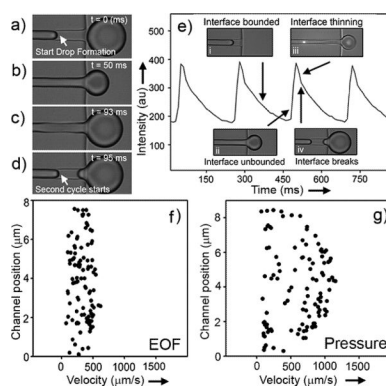 a)
t = 0 (ms)
Start Drop Formation
b)
t = 50 ms
c)
t = 93 ms
d)
t = 95 ms
Second cycle starts
e)
Interface bounded
Interface thinning
i
iii
500
400
300
200
100
Intensity (au)
ii
iv
Interface unbounded
Interface breaks
150 300 450 600 750
Time (ms)
f)
8
6
4
2
0
Channel position (µm)
EOF
0 500 1000 1500
Velocity (µm/s)
g)
8
6
4
2
0
Channel position (µm)
Pressure
0 500 1000 1500
Velocity (µm/s)